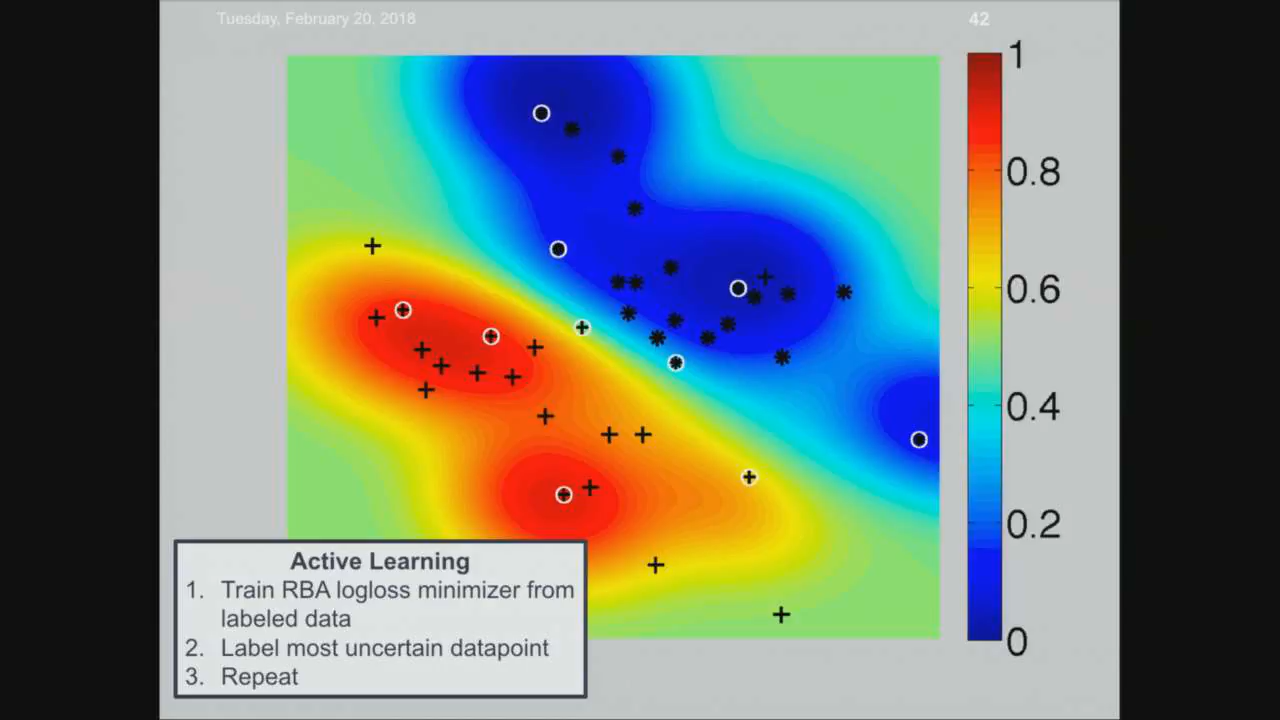 Tuesday, February 20, 2018
42
1
0.8
0.6
0.4
0.2
0
Active Learning
1. Train RBA logloss minimizer from
labeled data
2. Label most uncertain datapoint
3. Repeat